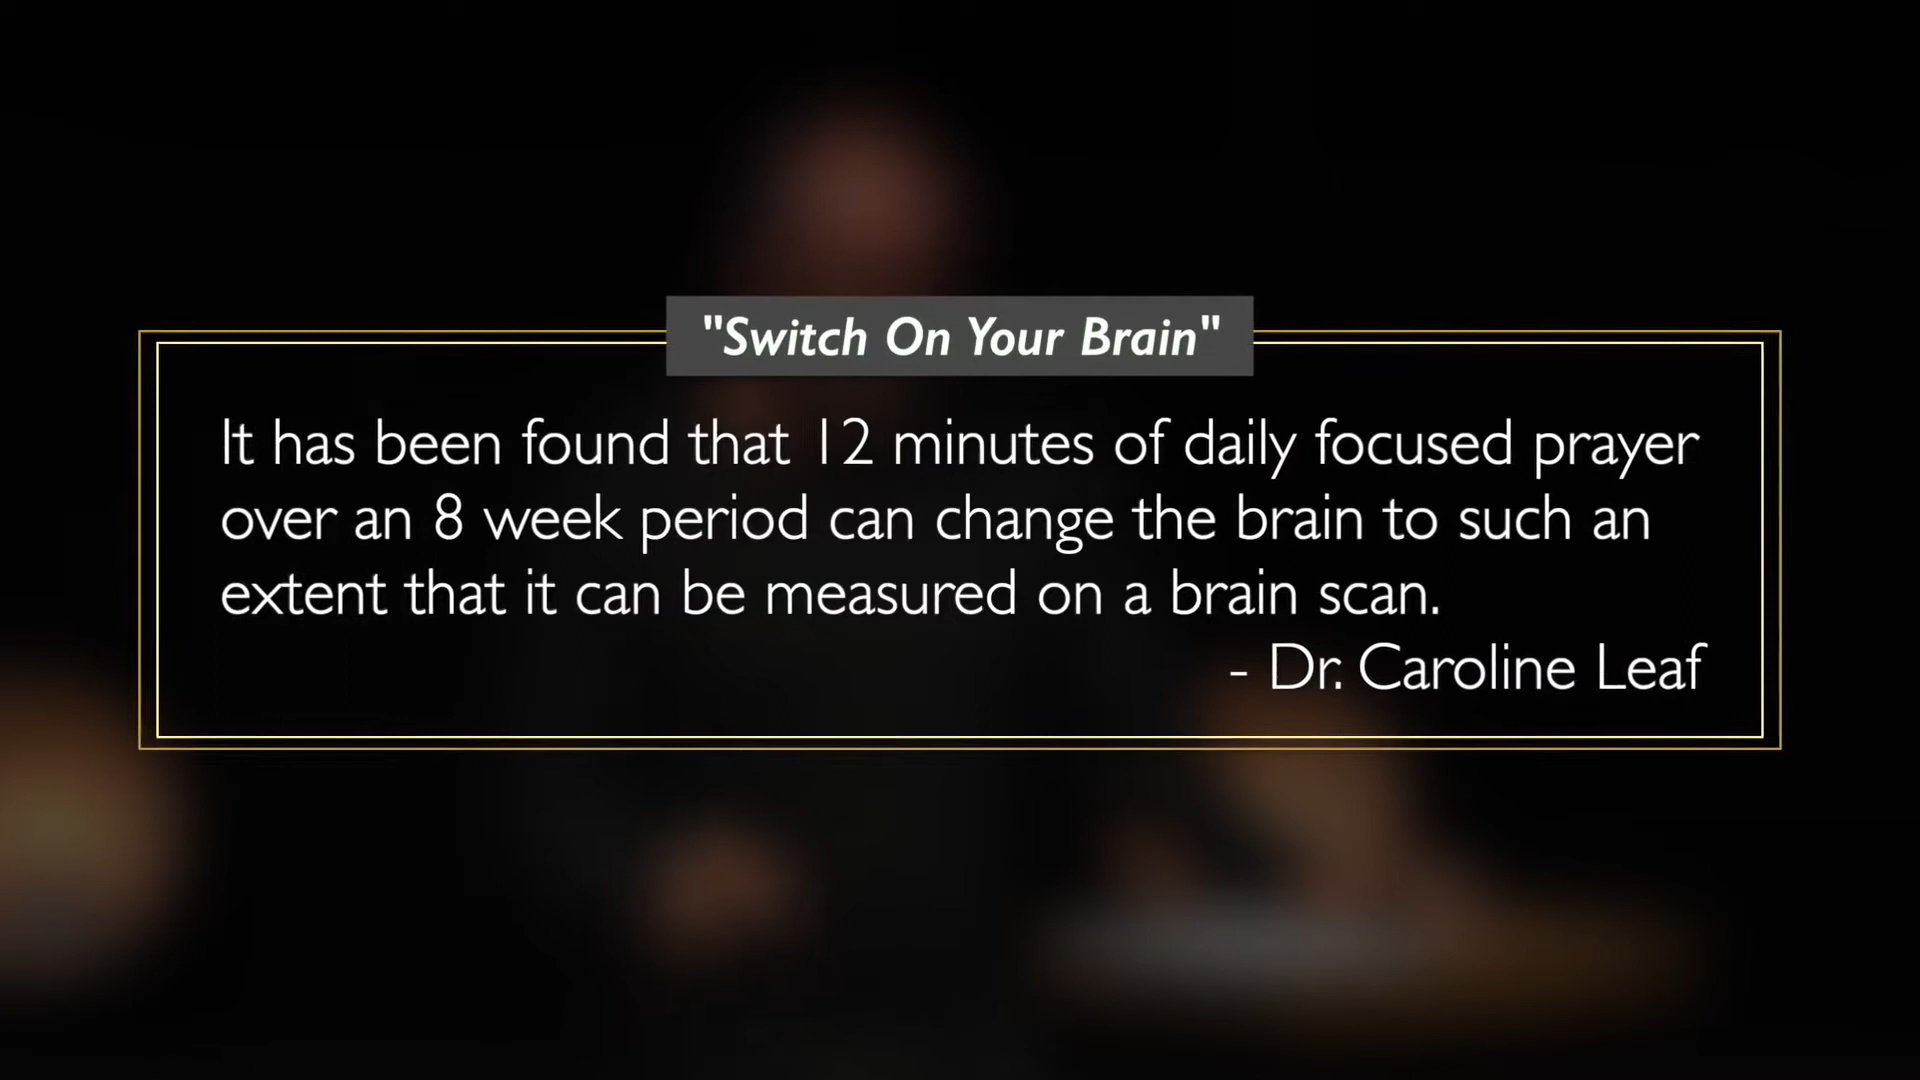 "Switch On Your Brain"
It has been found that 12 minutes of daily focused prayer
over an 8 week period can change the brain to such an
extent that it can be measured on a brain scan.
- Dr. Caroline Leaf